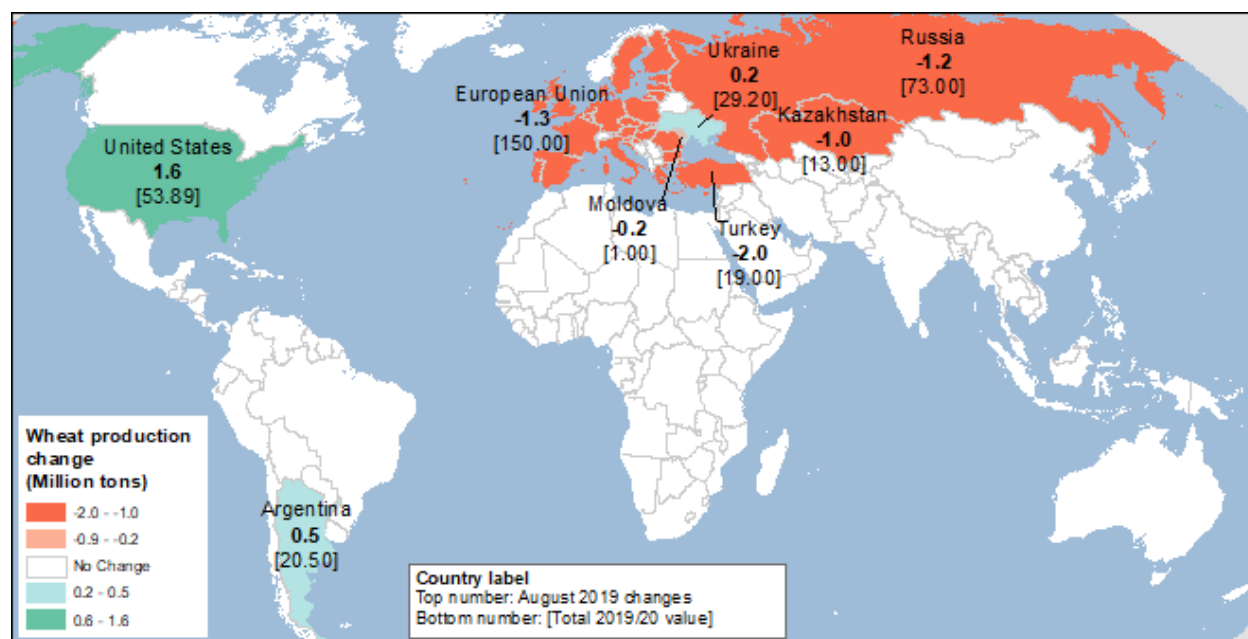 Ukraine
0.2
[29.20]
Russia
-1.2
[73.00]
European Union
-1.3
[150.00]
Kazakhstan
-1.0
[13.00]
United States
1.6
[53.89]
Moldova
-0.2
[1.00]
Turkey
-2.0
[19.00]
Argentina
0.5
[20.50]
Wheat production
change
(Million tons)
-2.0 - -1.0
-0.9 - -0.2
No Change
0.2 - 0.5
0.6 - 1.6
Country label
Top number: August 2019 changes
Bottom number: [Total 2019/20 value]